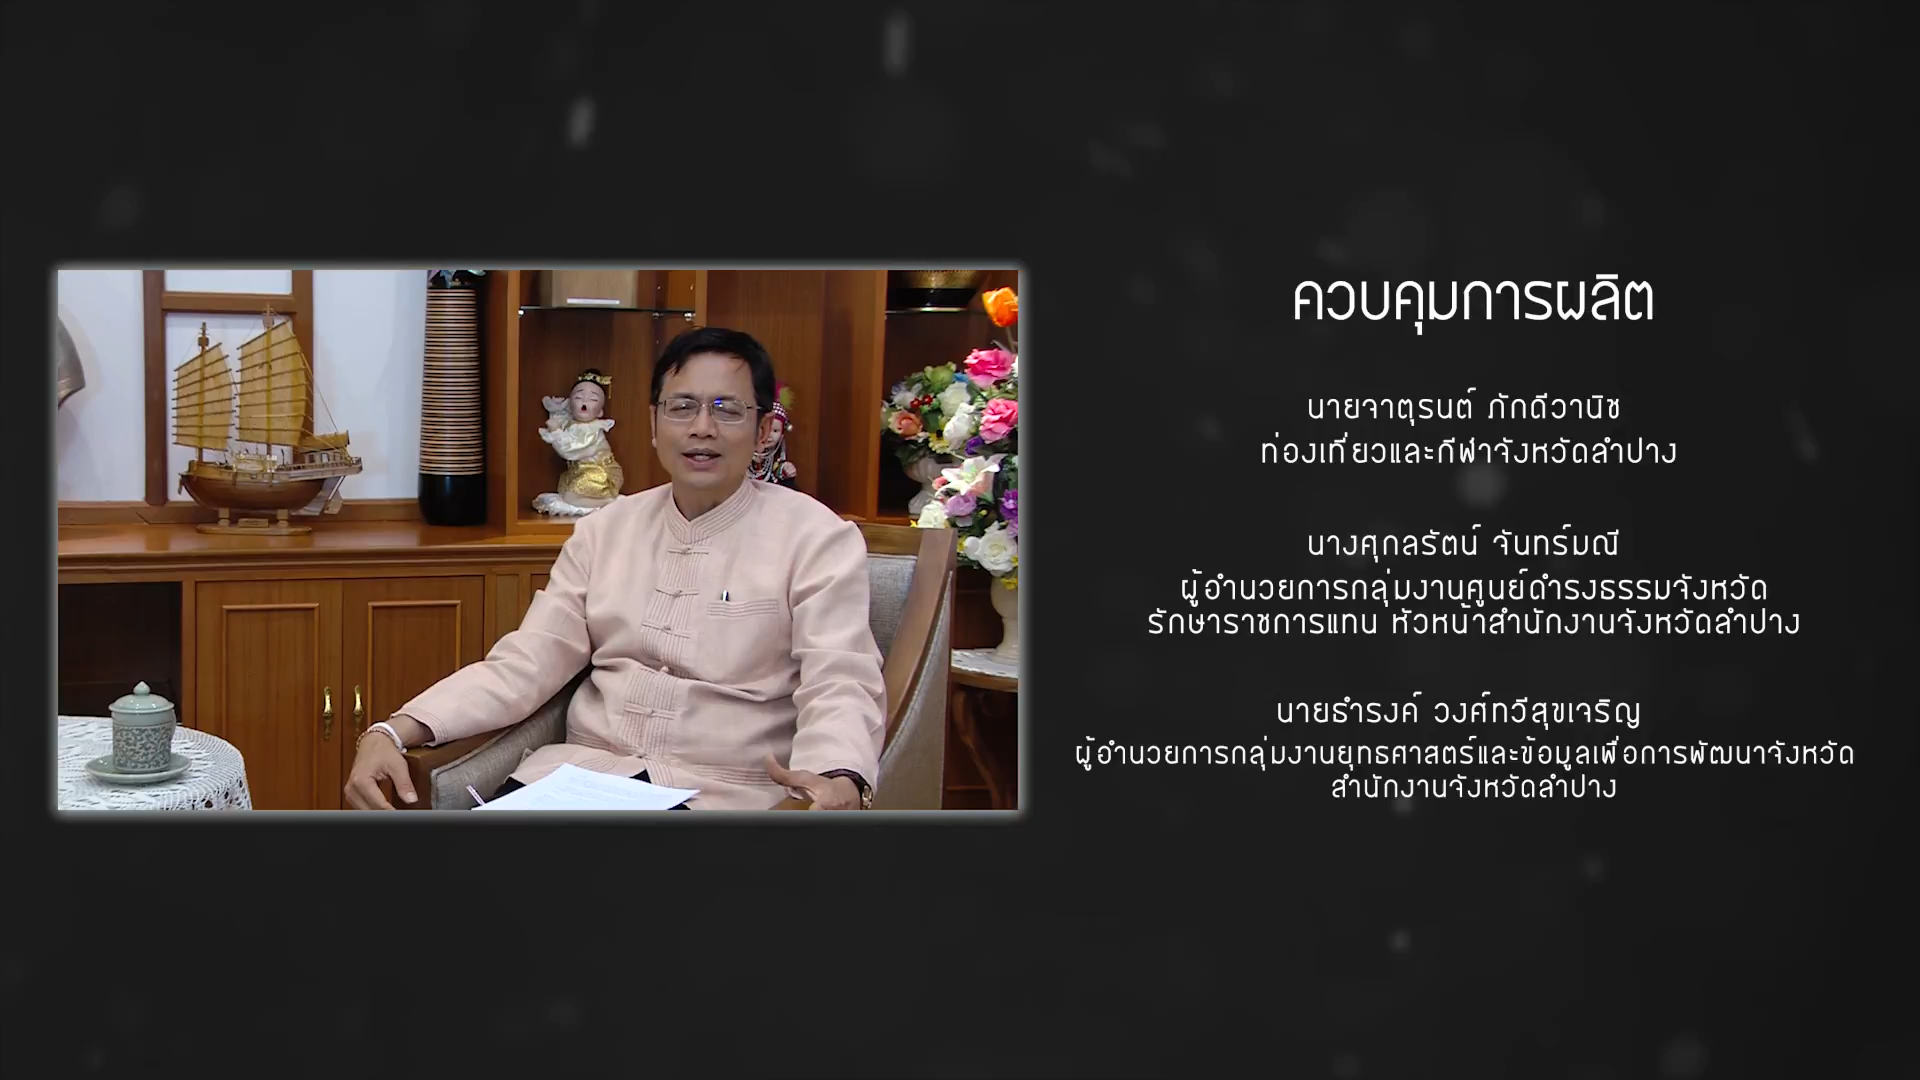 ควบคุมการผลิต
นายจาตุรนต์ ภักดีวานิช
ท่องเที่ยวและกีฬาจังหวัดลำปาง
นางศุกลรัตน์ จันทร์มณี
ผู้อำนวยการกลุ่มงานศูนย์ดำรงธรรมจังหวัด
รักษาราชการแทน หัวหน้าสำนักงานจังหวัดลำปาง
นายธำรงค์ วงศ์ทวีสุขเจริญ
ผู้อำนวยการกลุ่มงานยุทธศาสตร์และข้อมูลเพื่อการพัฒนาจังหวัด
สำนักงานจังหวัดลำปาง